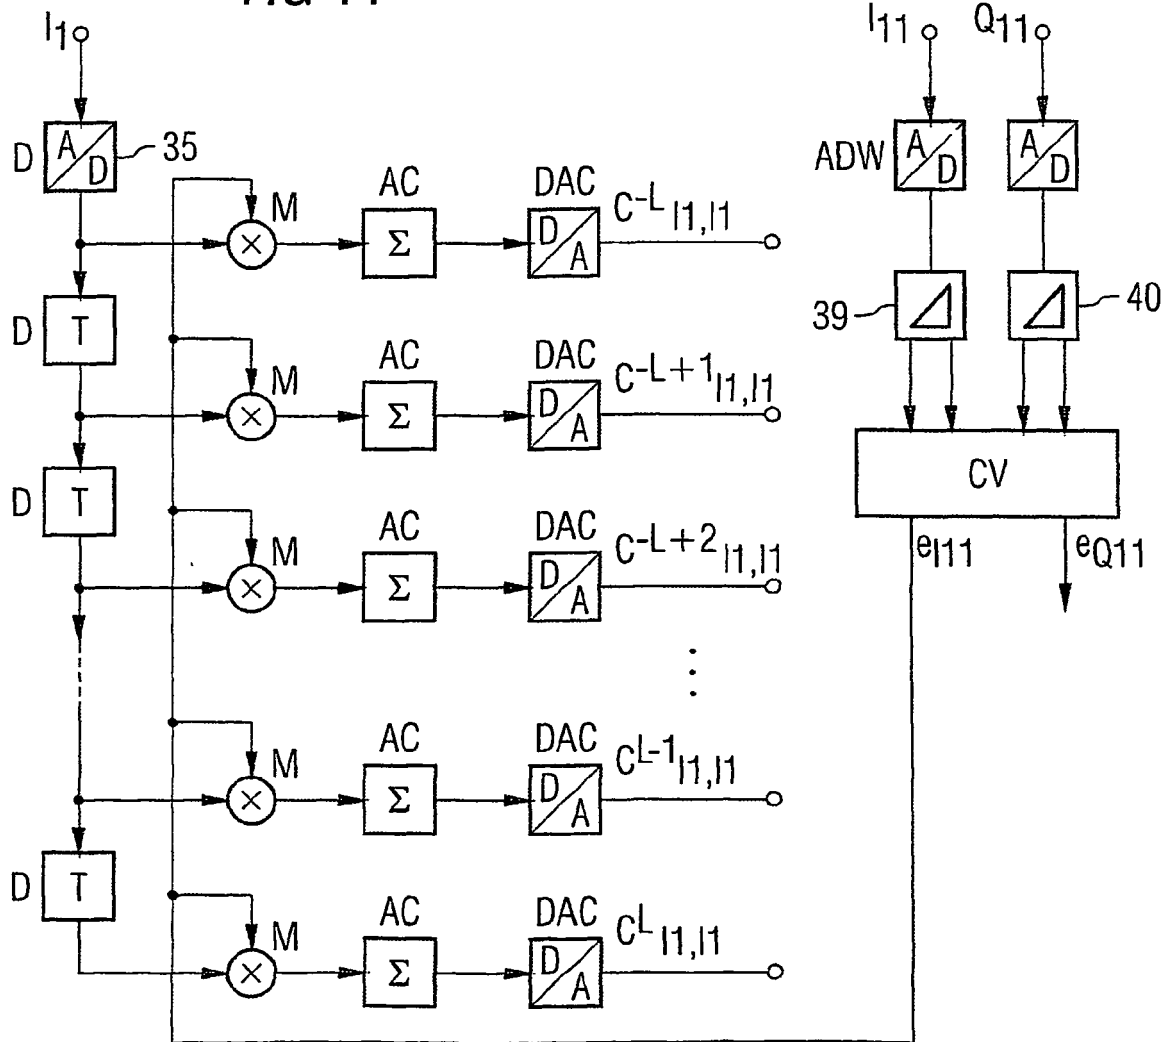 I1
I11
Q11
D
A
D
35
ADW
A
D
A
D
M
AC
DAC
C-L I1,I1
×
Σ
D
A
D
T
39
40
M
AC
DAC
C-L+1 I1,I1
×
Σ
D
A
CV
D
T
M
AC
DAC
C-L+2 I1,I1
×
Σ
D
A
eI11
eQ11
M
AC
DAC
CL-1 I1,I1
×
Σ
D
A
D
T
M
AC
DAC
CL I1,I1
×
Σ
D
A